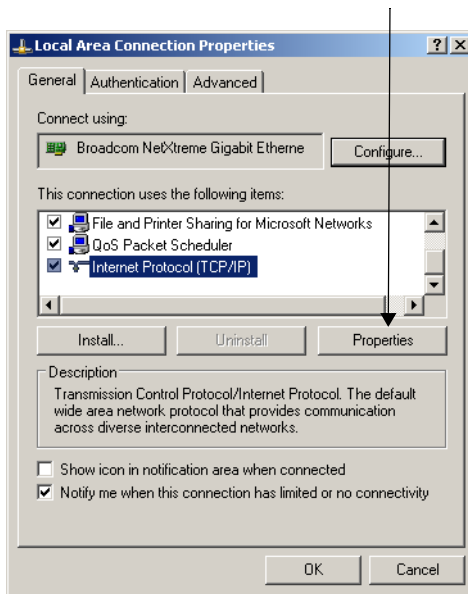 Local Area Connection Properties
General Authentication Advanced
Connect using:
Broadcom NetXtreme Gigabit Etherne
Configure...
This connection uses the following items:
File and Printer Sharing for Microsoft Networks
QoS Packet Scheduler
Internet Protocol (TCP/IP)
Install... Uninstall Properties
Description
Transmission Control Protocol/Internet Protocol. The default
wide area network protocol that provides communication
across diverse interconnected networks.
Show icon in notification area when connected
Notify me when this connection has limited or no connectivity
OK Cancel